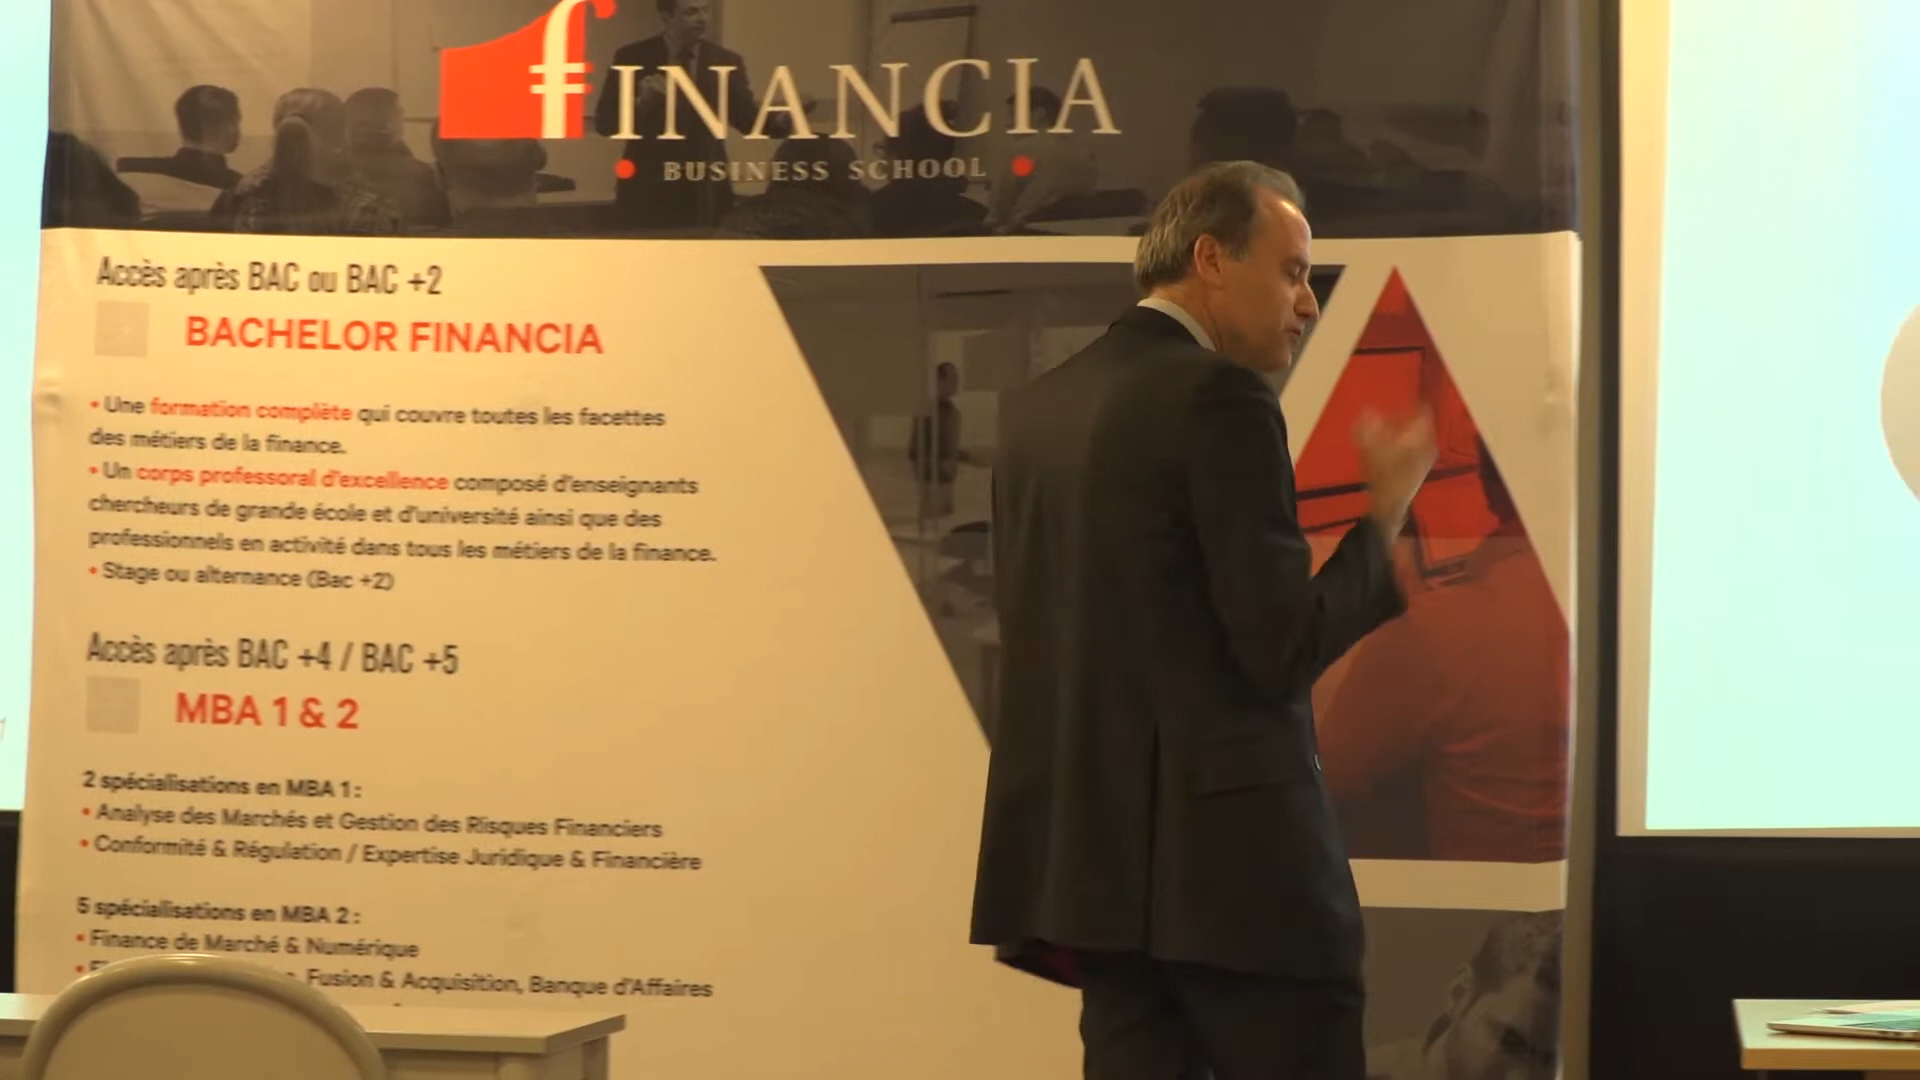 fINANCIA
• BUSINESS SCHOOL •
Accès après BAC ou BAC +2
BACHELOR FINANCIA
• Une formation complète qui couvre toutes les facettes
des métiers de la finance.
• Un corps professoral d'excellence composé d'enseignants
chercheurs de grande école et d'université ainsi que des
professionnels en activité dans tous les métiers de la finance.
• Stage ou alternance (Bac +2)
Accès après BAC +4 / BAC +5
MBA 1 & 2
2 spécialisations en MBA 1 :
• Analyse des Marchés et Gestion des Risques Financiers
• Conformité & Régulation / Expertise Juridique & Financière
5 spécialisations en MBA 2 :
• Finance de Marché & Numérique
• Fusion & Acquisition, Banque d'Affaires